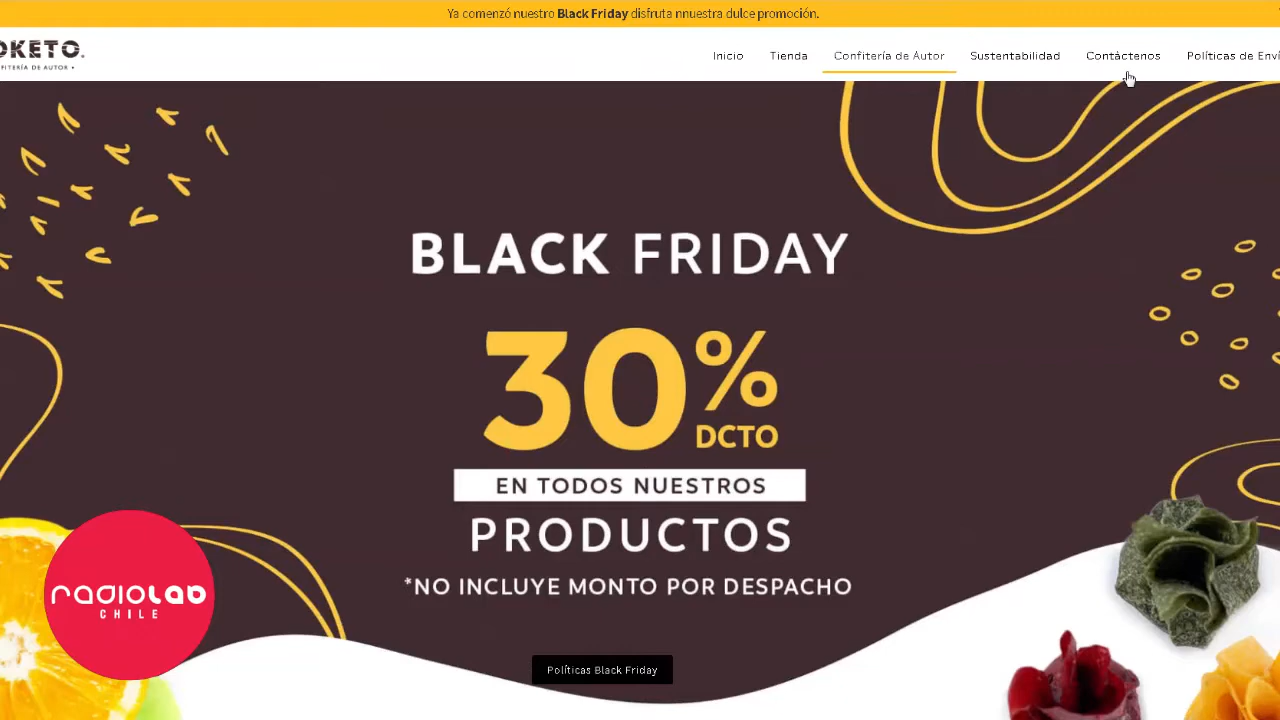 Ya comenzó nuestro Black Friday disfruta nnuestra dulce promoción.
OKETO.
FITERÍA DE AUTOR •
Inicio Tienda Confitería de Autor Sustentabilidad Contáctenos Políticas de Enví
BLACK FRIDAY
30%
DCTO
EN TODOS NUESTROS
PRODUCTOS
*NO INCLUYE MONTO POR DESPACHO
radioLAB
CHILE
Políticas Black Friday